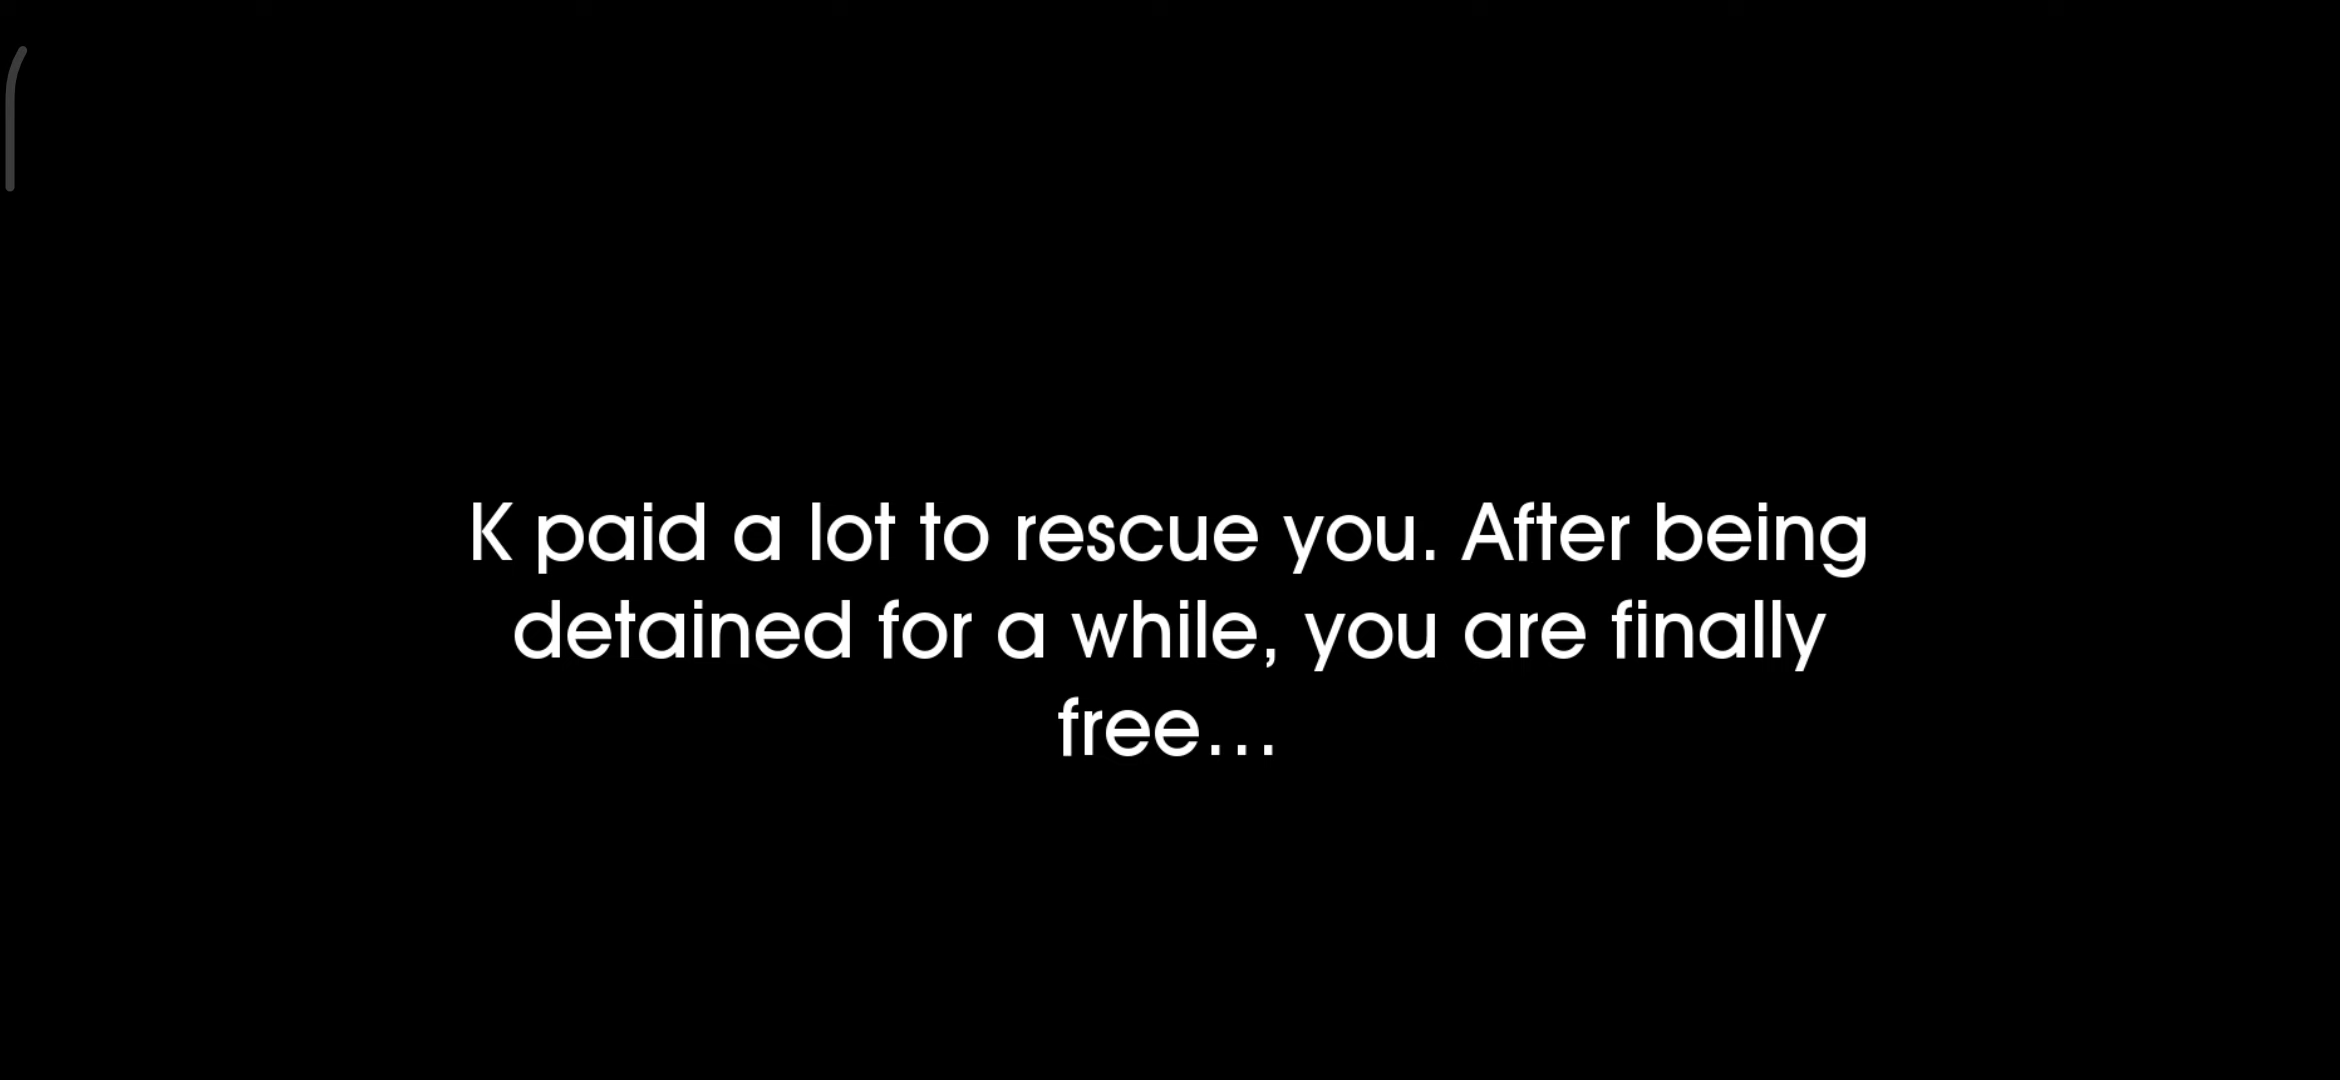 K paid a lot to rescue you. After being
detained for a while, you are finally
free...